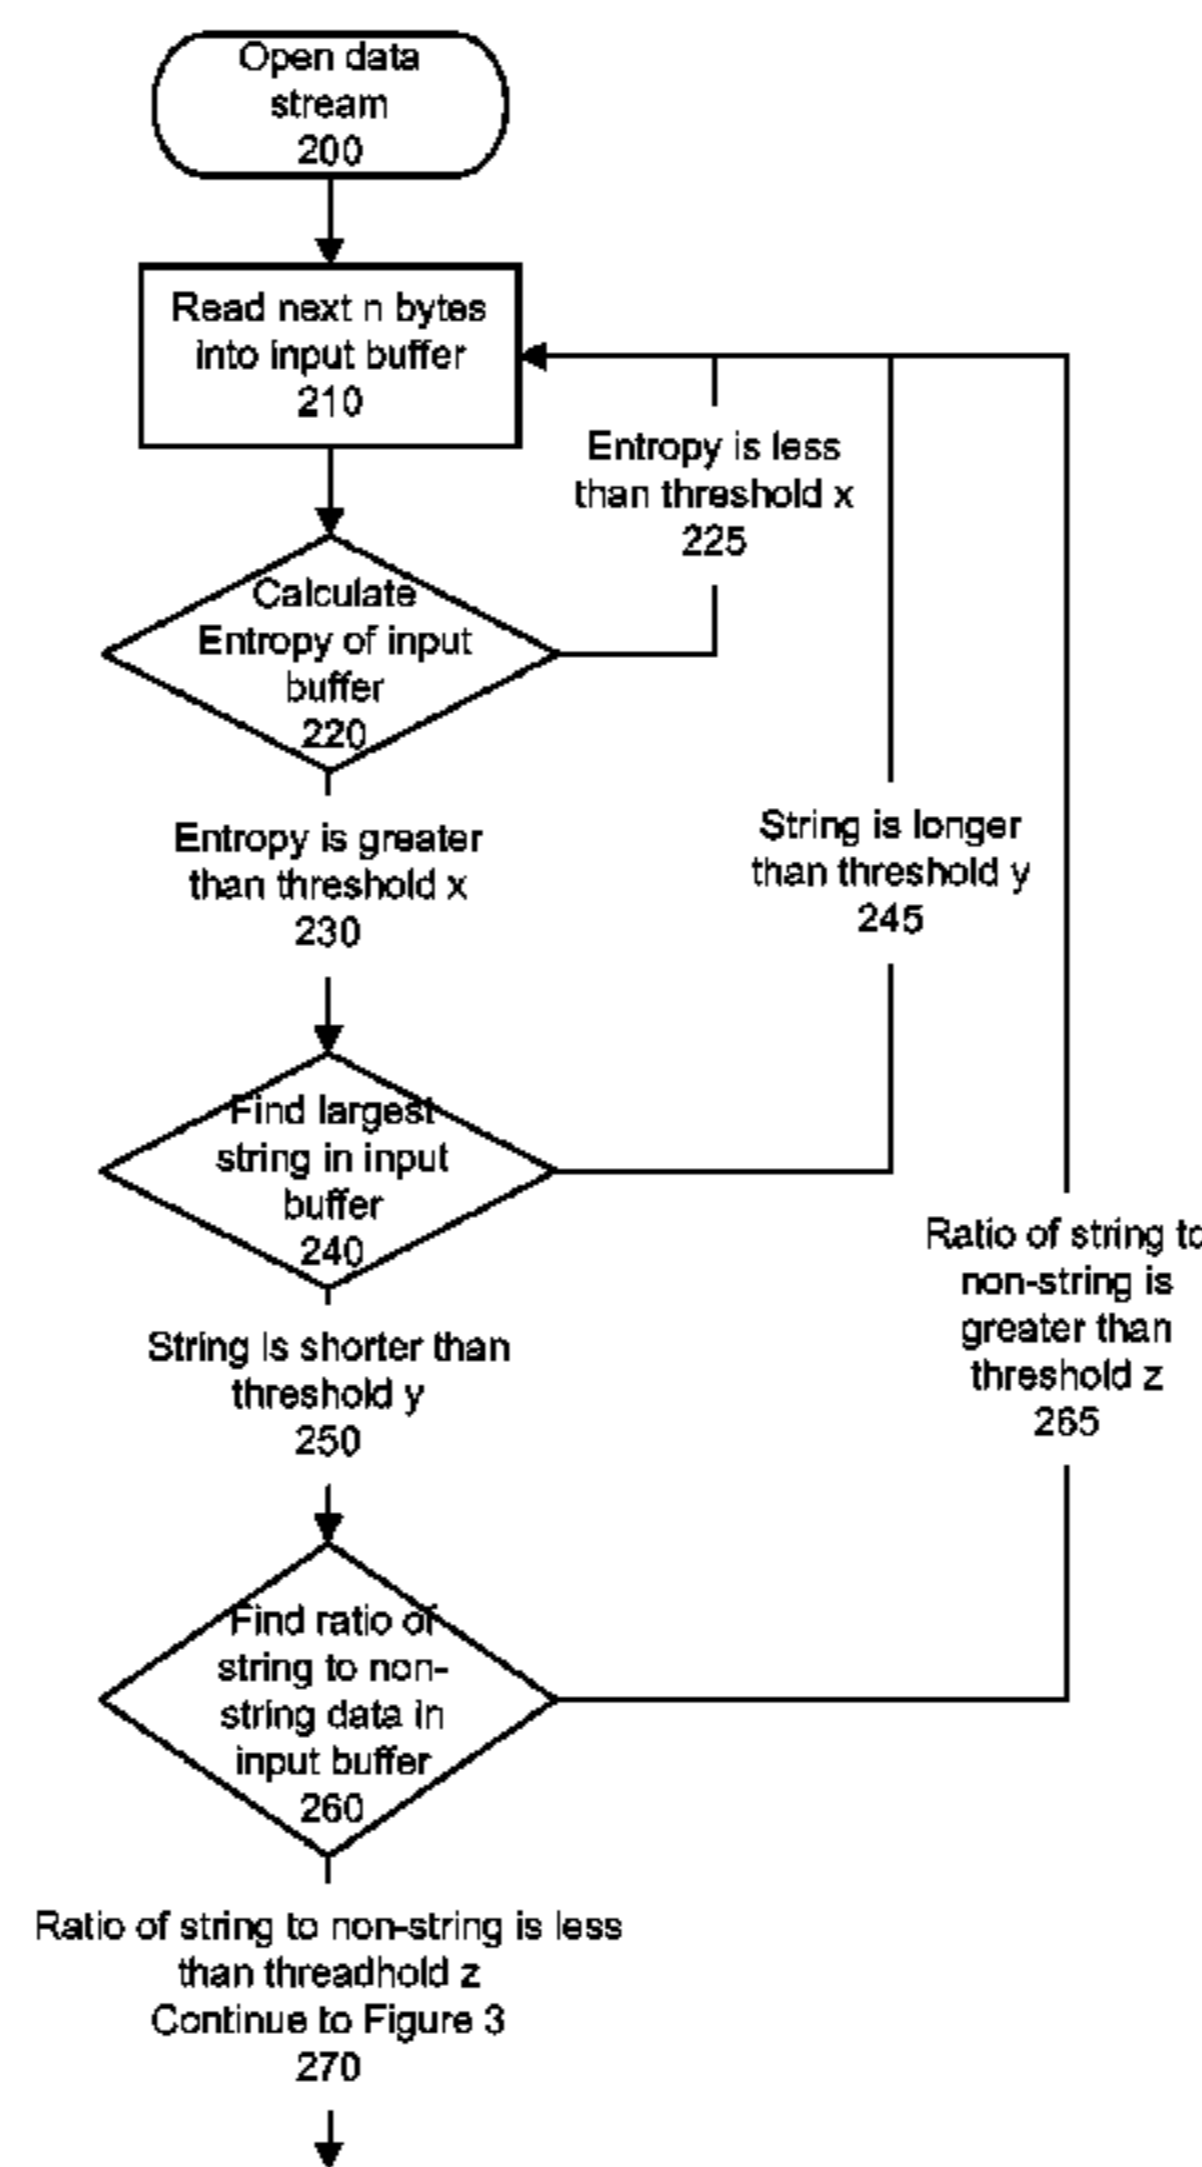 Open data
stream
200
Read next n bytes
into input buffer
210
Entropy is less
than threshold x
225
Calculate
Entropy of input
buffer
220
Entropy is greater
than threshold x
230
String is longer
than threshold y
245
Find largest
string in input
buffer
240
Ratio of string to
non-string is
greater than
threshold z
265
String is shorter than
threshold y
250
Find ratio of
string to non-
string data in
input buffer
260
Ratio of string to non-string is less
than threadhold z
Continue to Figure 3
270